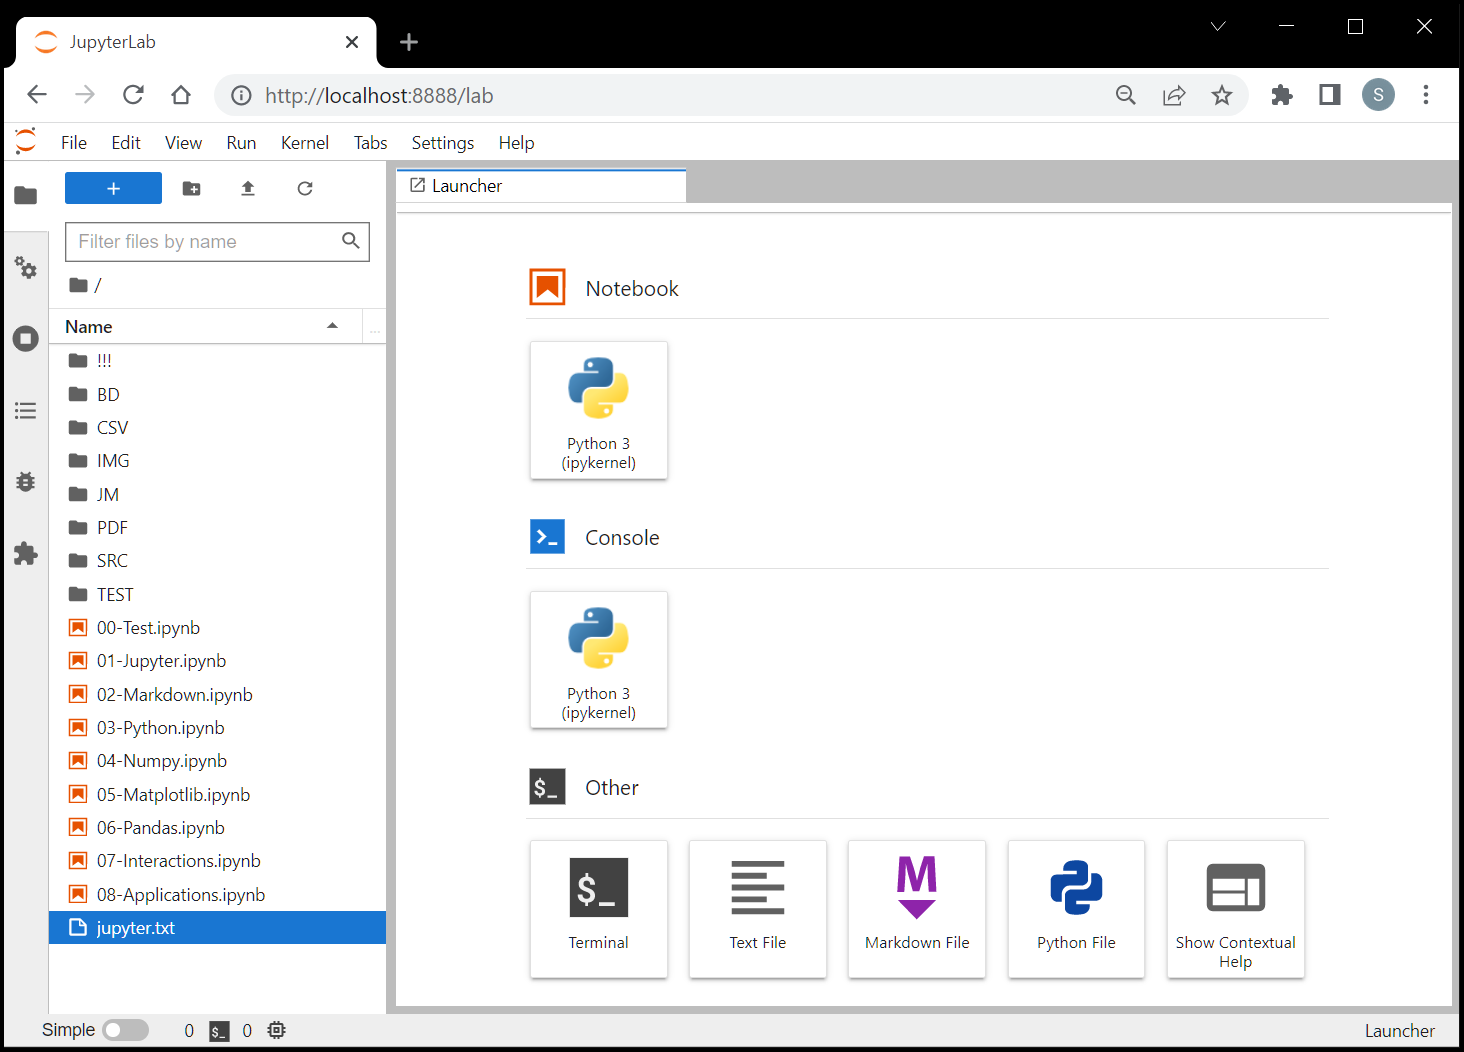 JupyterLab
http://localhost:8888/lab
S
File Edit View Run Kernel Tabs Settings Help
+
Launcher
Filter files by name
/
Name
...
!!!
BD
CSV
IMG
JM
PDF
SRC
TEST
00-Test.ipynb
01-Jupyter.ipynb
02-Markdown.ipynb
03-Python.ipynb
04-Numpy.ipynb
05-Matplotlib.ipynb
06-Pandas.ipynb
07-Interactions.ipynb
08-Applications.ipynb
jupyter.txt
Notebook
Python 3
(ipykernel)
Console
Python 3
(ipykernel)
$_ Other
$_
Terminal
Text File
M
Markdown File
Python File
Show Contextual
Help
Simple 0 $_ 0 Launcher